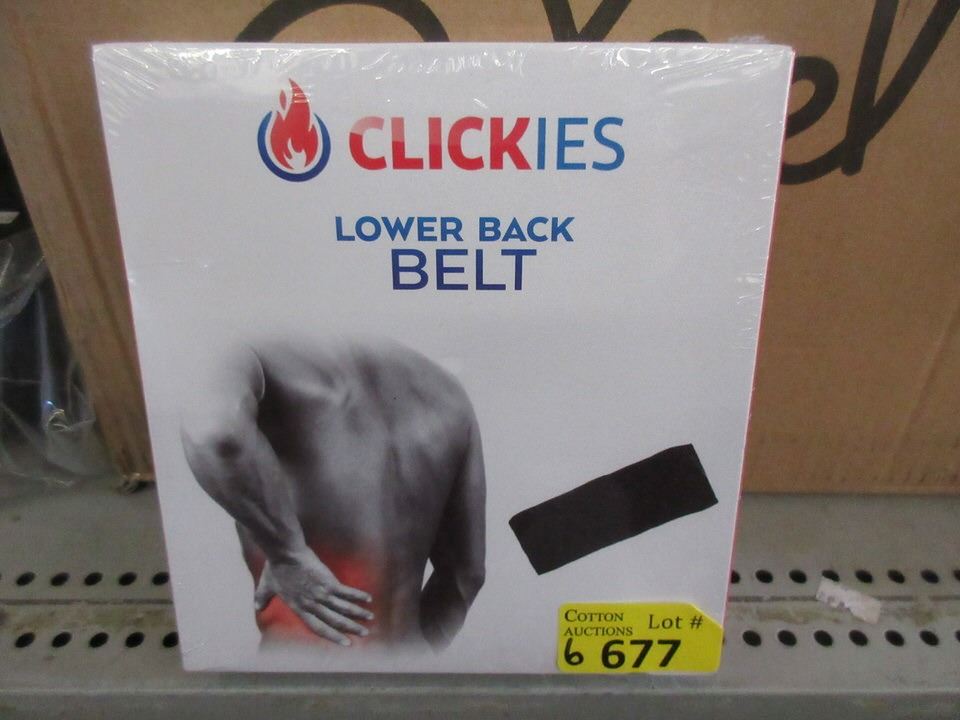 CLICKIES
LOWER BACK
BELT
COTTON AUCTIONS Lot #
6 677